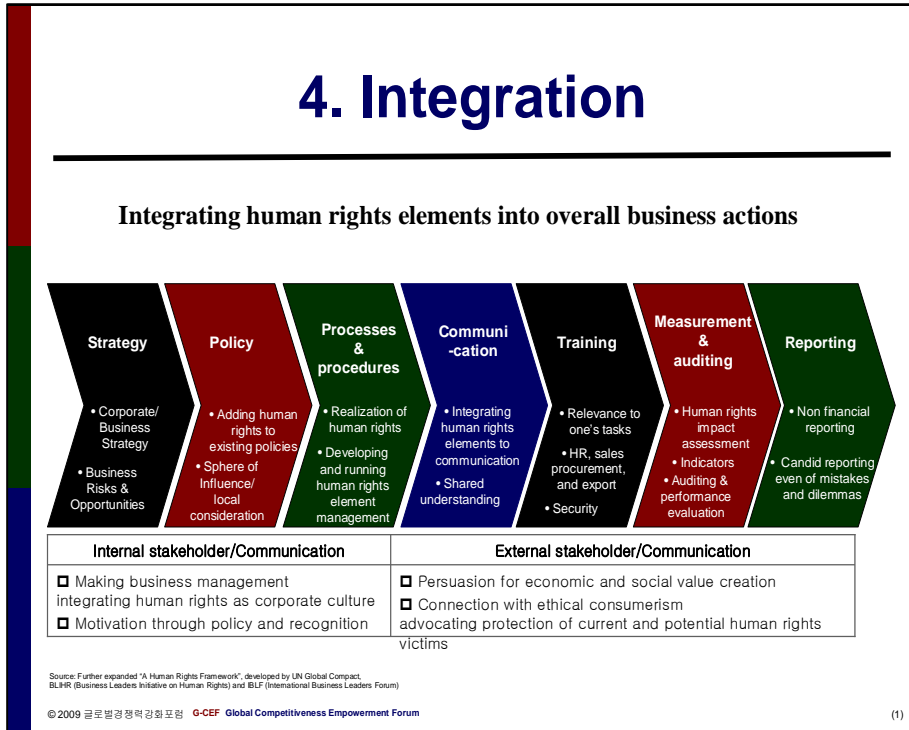 4. Integration
Integrating human rights elements into overall business actions
Strategy
• Corporate/
Business
Strategy
• Business
Risks &
Opportunities
Policy
• Adding human
rights to
existing policies
• Sphere of
Influence/
local
consideration
Processes
&
procedures
• Realization of
human rights
• Developing
and running
human rights
element
management
Communi
-cation
• Integrating
human rights
elements to
communication
• Shared
understanding
Training
• Relevance to
one's tasks
• HR, sales
procurement,
and export
• Security
Measurement
&
auditing
• Human rights
impact
assessment
• Indicators
• Auditing &
performance
evaluation
Reporting
• Non financial
reporting
• Candid reporting
even of mistakes
and dilemmas
Internal stakeholder/Communication
Making business management
integrating human rights as corporate culture
Motivation through policy and recognition
External stakeholder/Communication
Persuasion for economic and social value creation
Connection with ethical consumerism
advocating protection of current and potential human rights
victims
Source: Further expanded "A Human Rights Framework", developed by UN Global Compact,
BLIHR (Business Leaders Initiative on Human Rights) and IBLF (International Business Leaders Forum)
© 2009 글로벌경쟁력강화포럼 G-CEF Global Competitiveness Empowerment Forum
(1)